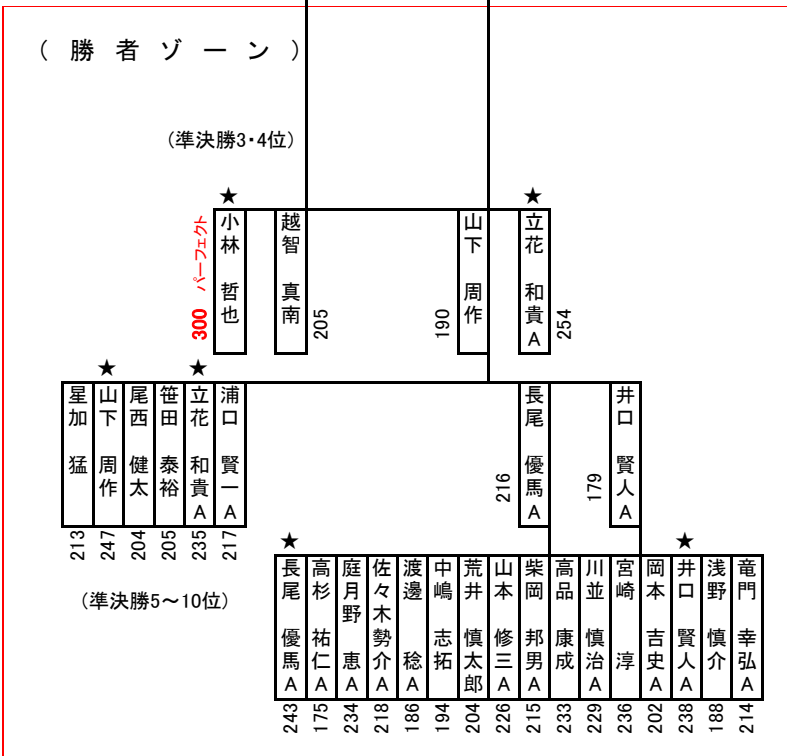 (勝者ゾーン)
(準決勝3・4位)
★
★
300 パーフェクト
小林 哲也
越智 真南
205
190
山下 周作
立花 和貴A
254
★
★
星加 猛
山下 周作
尾西 健太
笹田 泰裕
立花 和貴A
浦口 賢一A
213
247
204
205
235
217
216
長尾 優馬A
179
井口 賢人A
(準決勝5～10位)
★
★
長尾 優馬A
高杉 祐仁A
庭月野 恵A
佐々木勢介A
渡邊 稔A
中嶋 志拓
荒井 慎太郎
山本 修三A
柴岡 邦男A
高品 康成
川並 慎治A
宮崎 淳
岡本 吉史A
井口 賢人A
浅野 慎介
竜門 幸弘A
243
175
234
218
186
194
204
226
215
233
229
236
202
238
188
214